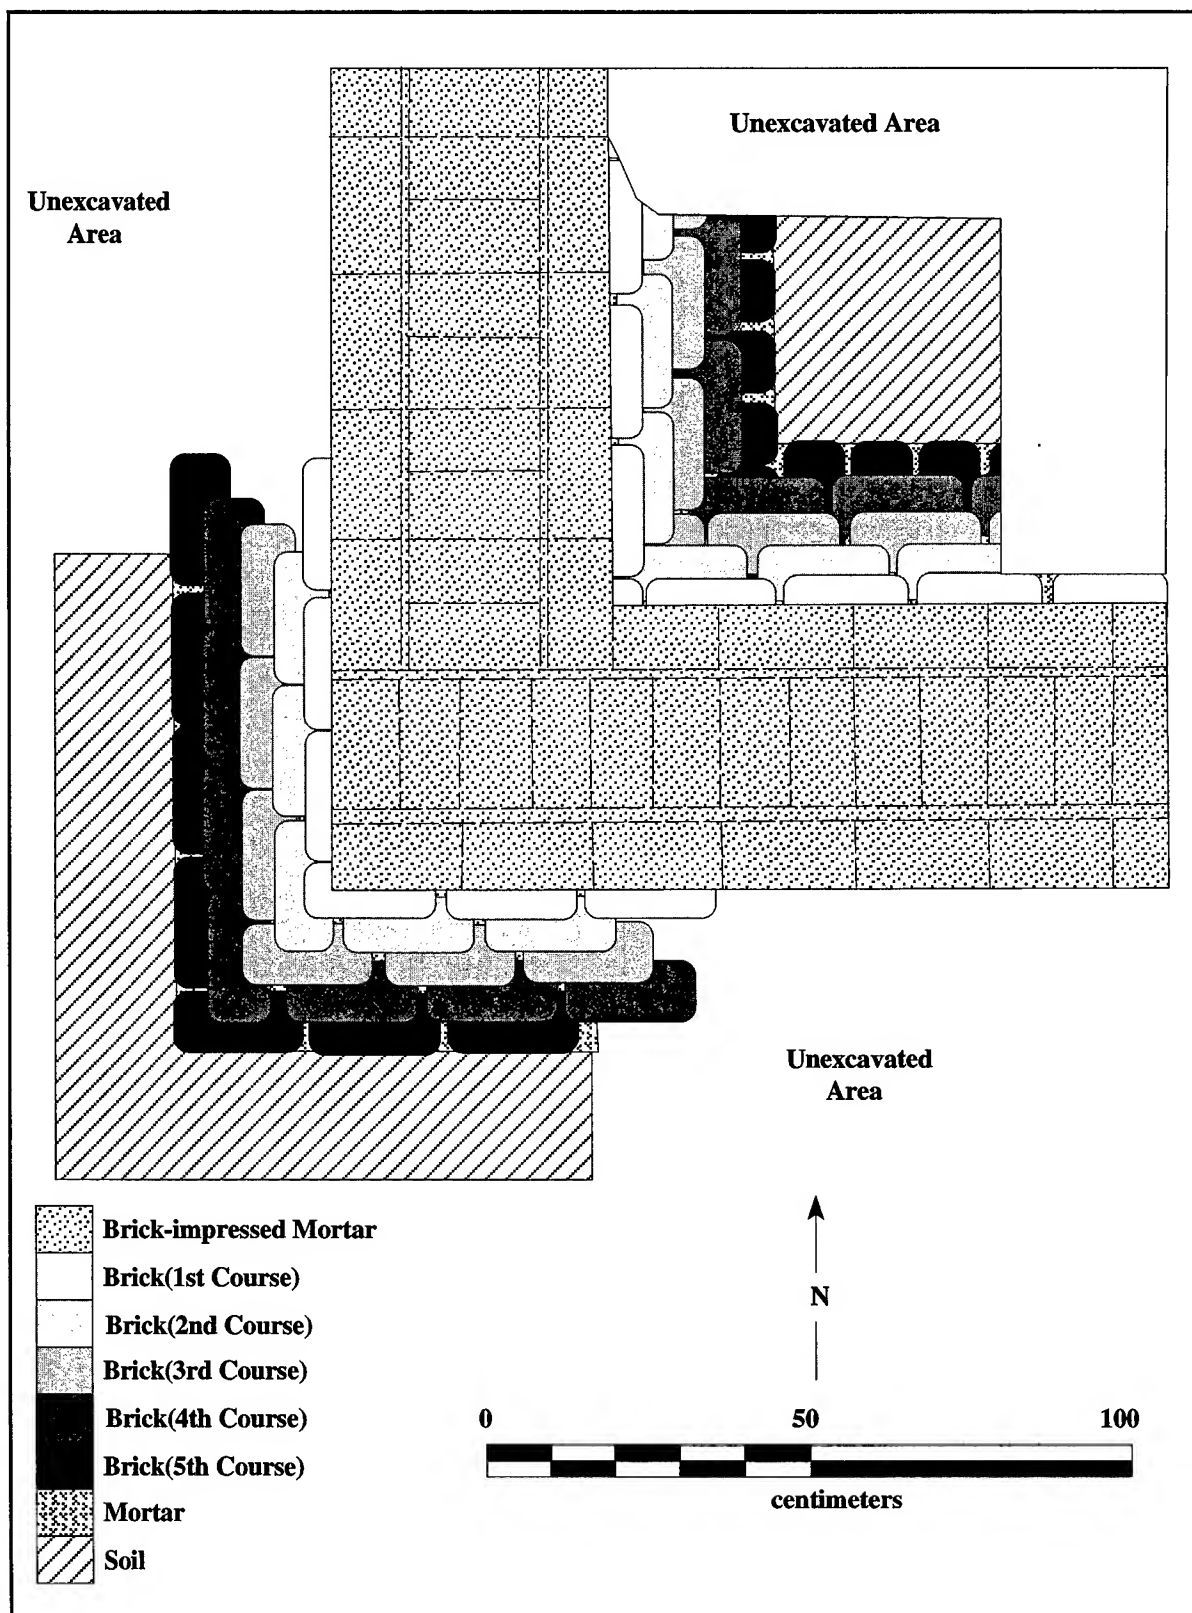 Unexcavated Area
Unexcavated
Area
Unexcavated
Area
Brick-impressed Mortar
Brick(1st Course)
Brick(2nd Course)
Brick(3rd Course)
Brick(4th Course)
Brick(5th Course)
Mortar
Soil
N
0 50 100
centimeters